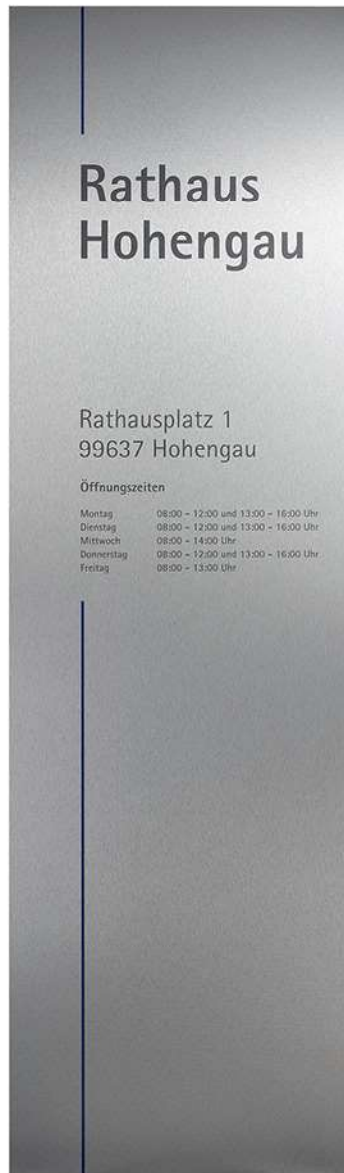 Rathaus
Hohengau
Rathausplatz 1
99637 Hohengau
Öffnungszeiten
Montag 08:00 - 12:00 und 13:00 - 16:00 Uhr
Dienstag 08:00 - 12:00 und 13:00 - 16:00 Uhr
Mittwoch 08:00 - 14:00 Uhr
Donnerstag 08:00 - 12:00 und 13:00 - 16:00 Uhr
Freitag 08:00 - 13:00 Uhr